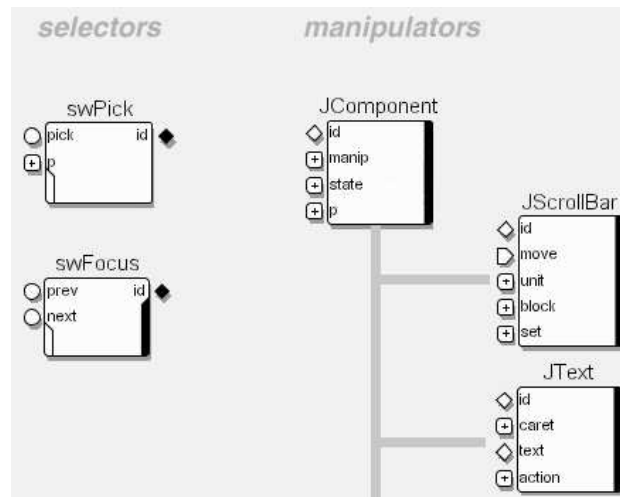 selectors
manipulators
swPick
pick id
p
swFocus
prev id
next
JComponent
id
manip
state
p
JScrollBar
id
move
unit
block
set
JText
id
caret
text
action